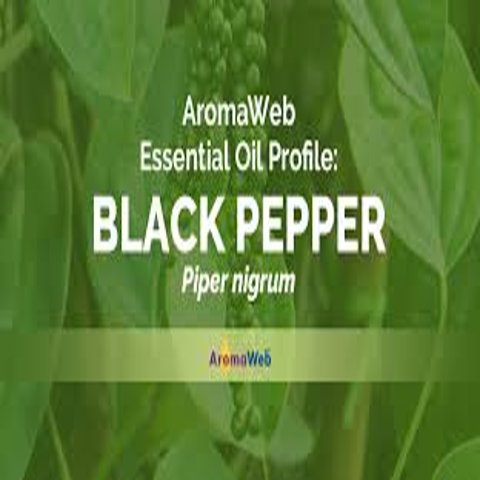 AromaWeb
Essential Oil Profile:
BLACK PEPPER
Piper nigrum
AromaWeb